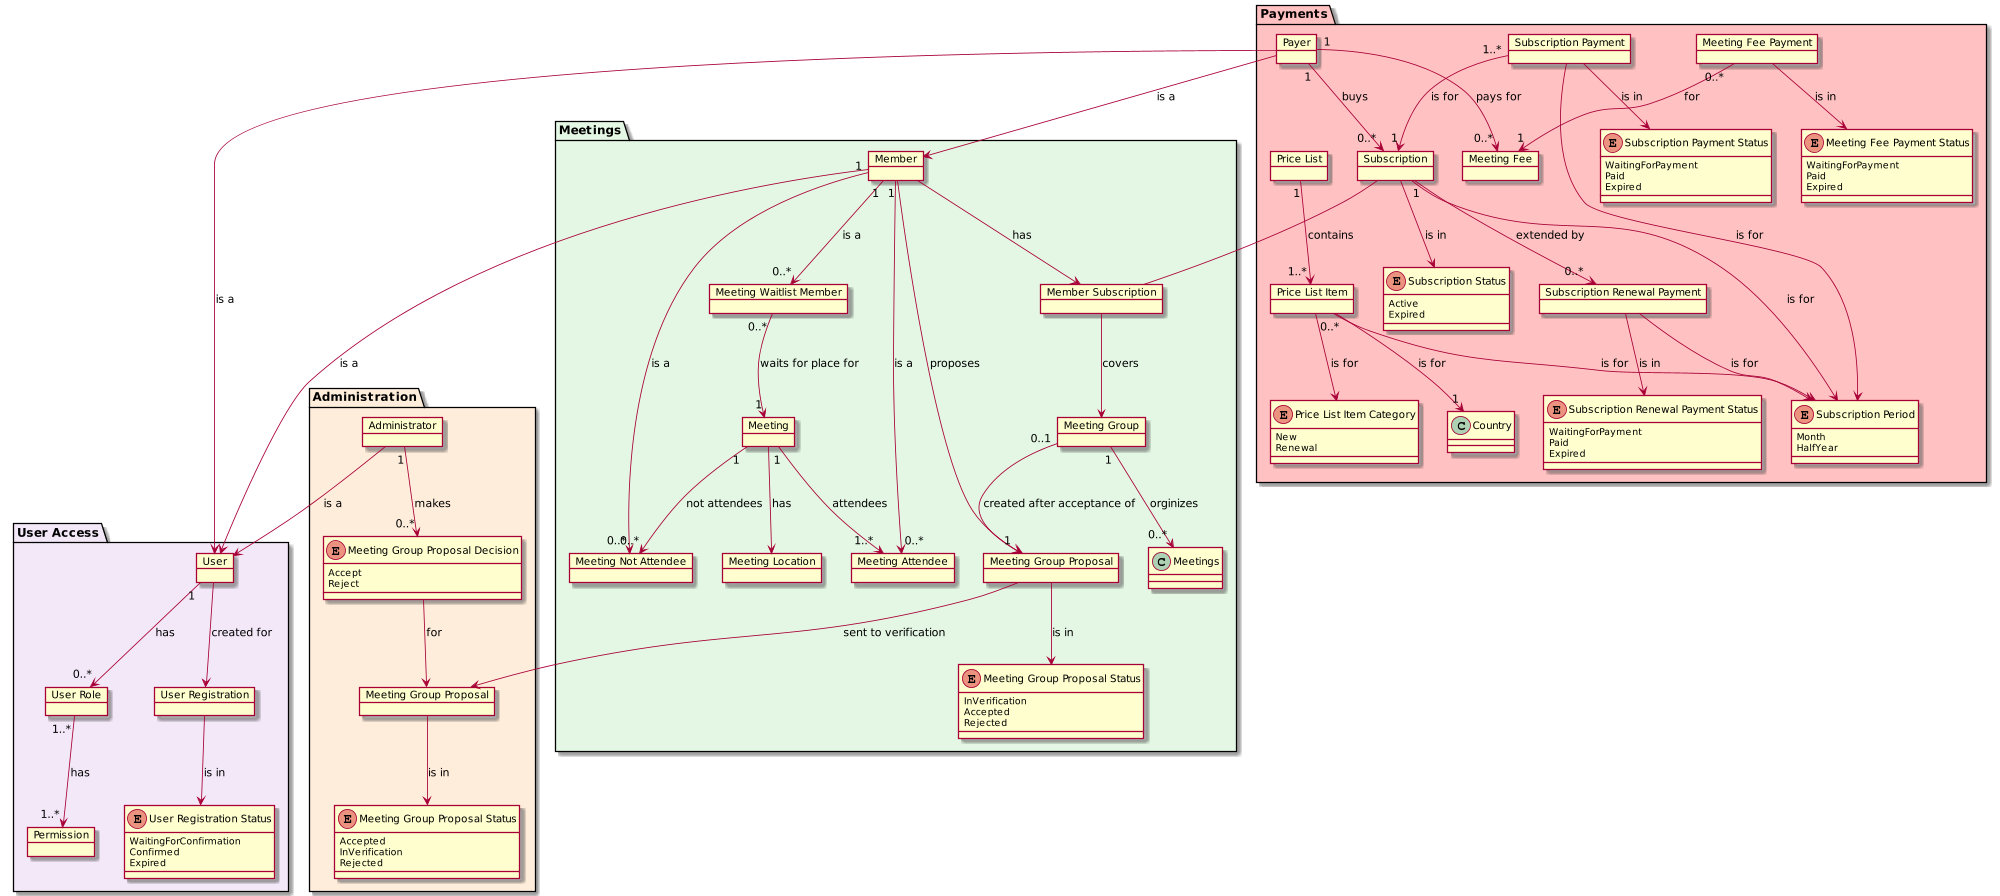 Payments
Payer
1
Subscription Payment
1..*
Meeting Fee Payment
1
0..*
is a
buys
is for
pays for
is in
for
is in
Meetings
0..*
1
0..*
1
E Subscription Payment Status
WaitingForPayment
Paid
Expired
E Meeting Fee Payment Status
WaitingForPayment
Paid
Expired
Member
1
Price List
Subscription
Meeting Fee
1
1
1
1
is a
has
contains
is in
extended by
is for
0..*
1..*
0..*
E Subscription Status
Active
Expired
Meeting Waitlist Member
Member Subscription
Price List Item
Subscription Renewal Payment
is a
is for
0..*
0..*
is a
is a
waits for place for
is a
proposes
covers
is for
is for
is for
is in
is for
Administration
1
1
Administrator
Meeting
Meeting Group
0..1
E Price List Item Category
New
Renewal
C Country
E Subscription Renewal Payment Status
WaitingForPayment
Paid
Expired
E Subscription Period
Month
HalfYear
1
1
1
1
is a
makes
not attendees
has
attendees
created after acceptance of
orginizes
User Access
0..*
0..*
0..*
1..*
0..*
1
0..*
User
E Meeting Group Proposal Decision
Accept
Reject
Meeting Not Attendee
Meeting Location
Meeting Attendee
Meeting Group Proposal
C Meetings
1
has
created for
for
sent to verification
is in
0..*
User Role
User Registration
Meeting Group Proposal
E Meeting Group Proposal Status
InVerification
Accepted
Rejected
1..*
has
is in
is in
1..*
Permission
E User Registration Status
WaitingForConfirmation
Confirmed
Expired
E Meeting Group Proposal Status
Accepted
InVerification
Rejected